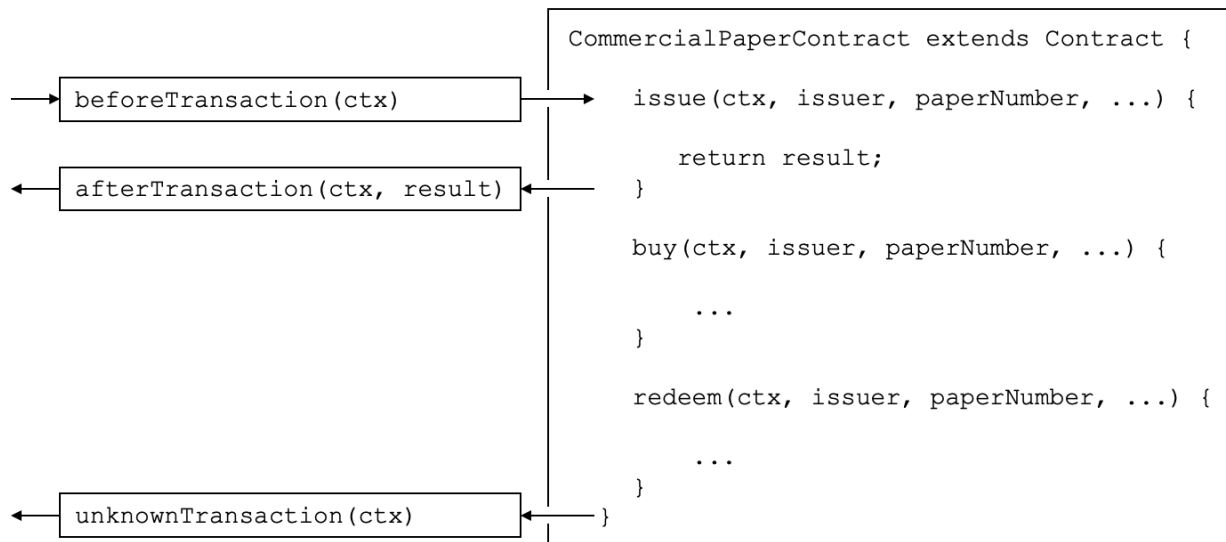 CommercialPaperContract extends Contract {
beforeTransaction(ctx)
issue(ctx, issuer, paperNumber, ...) {
return result;
afterTransaction(ctx, result)
}
buy(ctx, issuer, paperNumber, ...) {
...
}
redeem(ctx, issuer, paperNumber, ...) {
...
}
unknownTransaction(ctx)
}